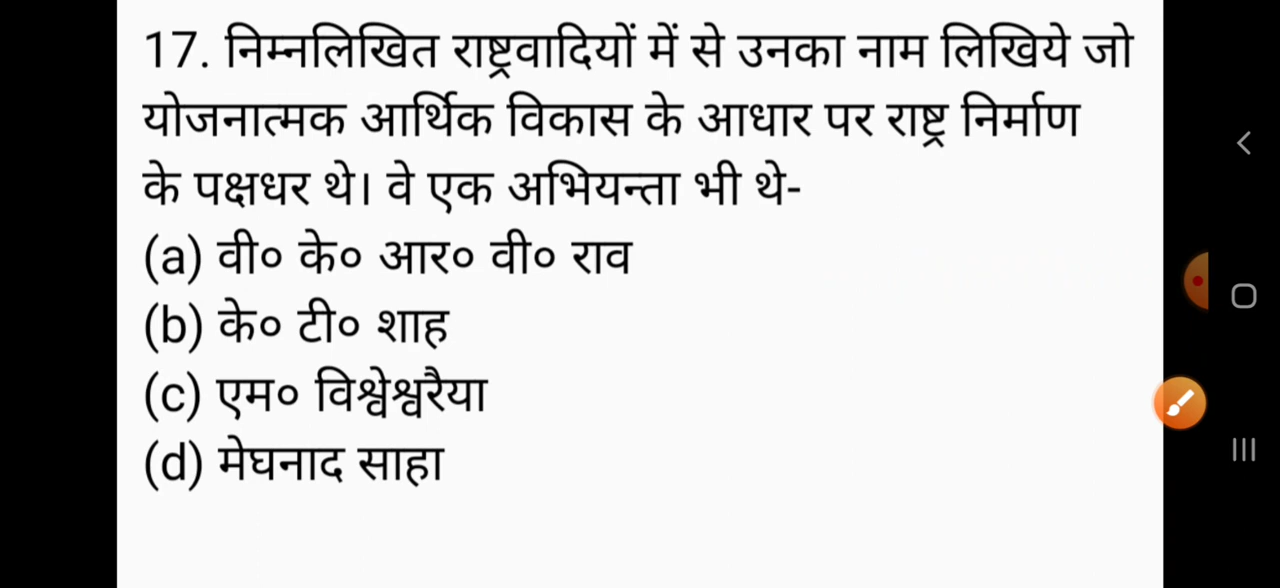 17. निम्नलिखित राष्ट्रवादियों में से उनका नाम लिखिये जो
योजनात्मक आर्थिक विकास के आधार पर राष्ट्र निर्माण
के पक्षधर थे। वे एक अभियन्ता भी थे-
(a) वी० के० आर० वी० राव
(b) के० टी० शाह
(c) एम० विश्वेश्वरैया
(d) मेघनाद साहा